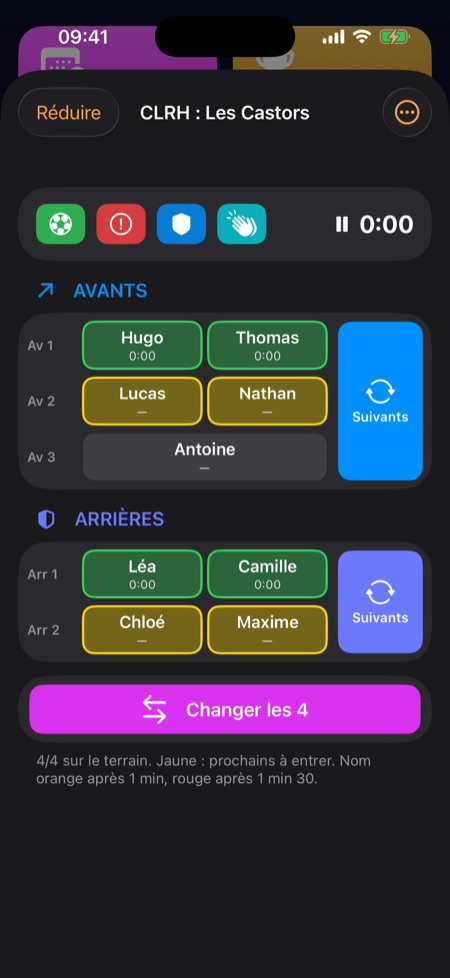 09:41
Réduire
CLRH : Les Castors
0:00
AVANTS
Av 1
Hugo
0:00
Thomas
0:00
Av 2
Lucas
—
Nathan
—
Av 3
Antoine
—
Suivants
ARRIÈRES
Arr 1
Léa
0:00
Camille
0:00
Arr 2
Chloé
—
Maxime
—
Suivants
Changer les 4
4/4 sur le terrain. Jaune : prochains à entrer. Nom
orange après 1 min, rouge après 1 min 30.